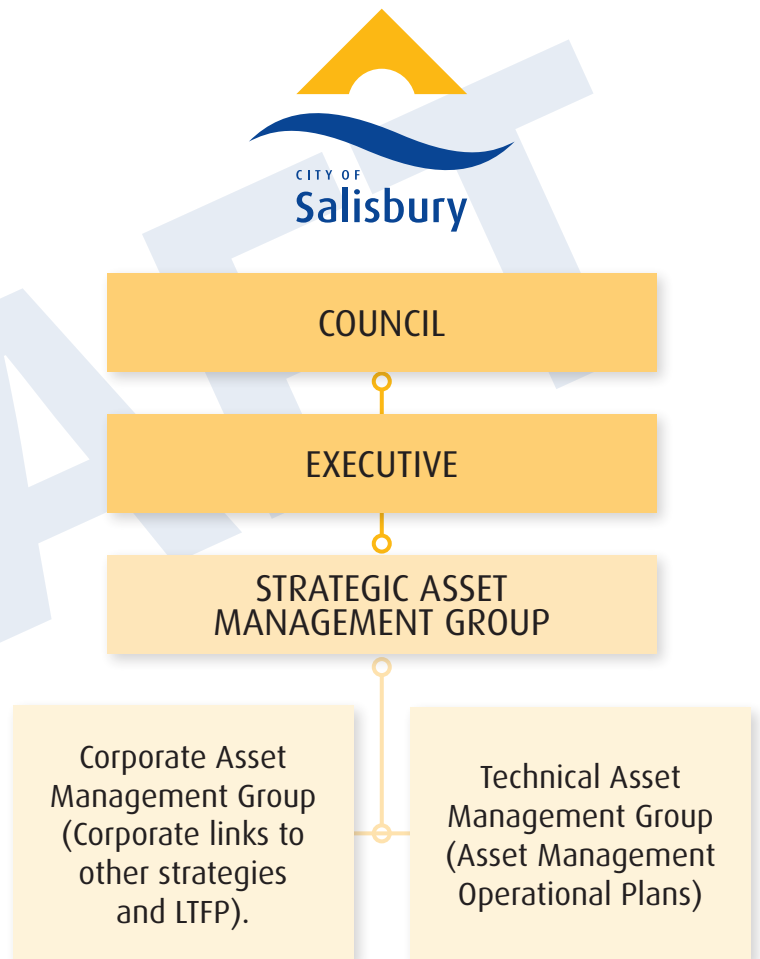 CITY OF
Salisbury
COUNCIL
EXECUTIVE
STRATEGIC ASSET
MANAGEMENT GROUP
Corporate Asset
Management Group
(Corporate links to
other strategies
and LTFP).
Technical Asset
Management Group
(Asset Management
Operational Plans)
AFT